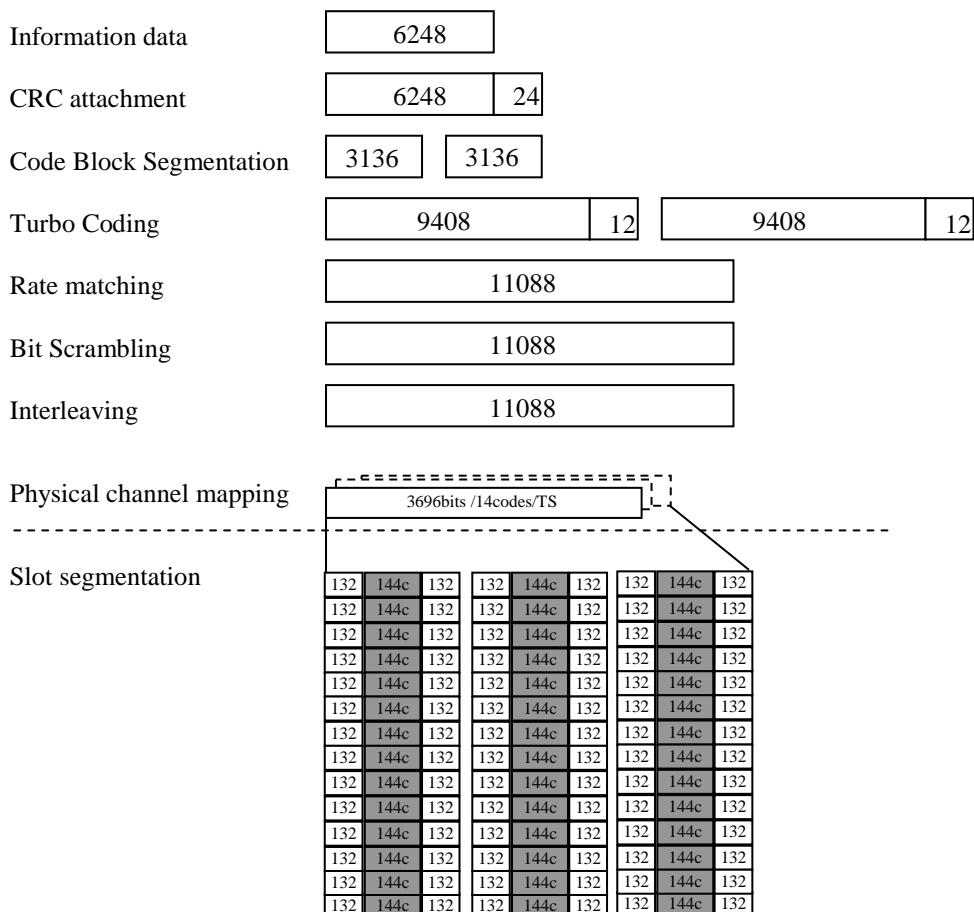 Information data 6248
CRC attachment 6248 24
Code Block Segmentation 3136 3136
Turbo Coding 9408 12 9408 12
Rate matching 11088
Bit Scrambling 11088
Interleaving 11088
Physical channel mapping 3696bits /14codes/TS
Slot segmentation
132 144c 132 132 144c 132 132 144c 132
132 144c 132 132 144c 132 132 144c 132
132 144c 132 132 144c 132 132 144c 132
132 144c 132 132 144c 132 132 144c 132
132 144c 132 132 144c 132 132 144c 132
132 144c 132 132 144c 132 132 144c 132
132 144c 132 132 144c 132 132 144c 132
132 144c 132 132 144c 132 132 144c 132
132 144c 132 132 144c 132 132 144c 132
132 144c 132 132 144c 132 132 144c 132
132 144c 132 132 144c 132 132 144c 132
132 144c 132 132 144c 132 132 144c 132
132 144c 132 132 144c 132 132 144c 132
132 144c 132 132 144c 132 132 144c 132